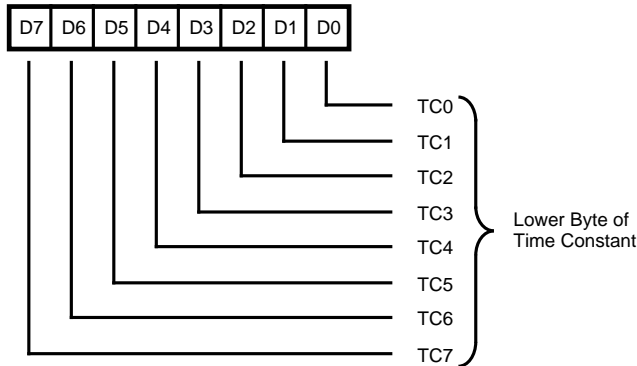 D7 D6 D5 D4 D3 D2 D1 D0
TC0
TC1
TC2
TC3
TC4
TC5
TC6
TC7
Lower Byte of
Time Constant